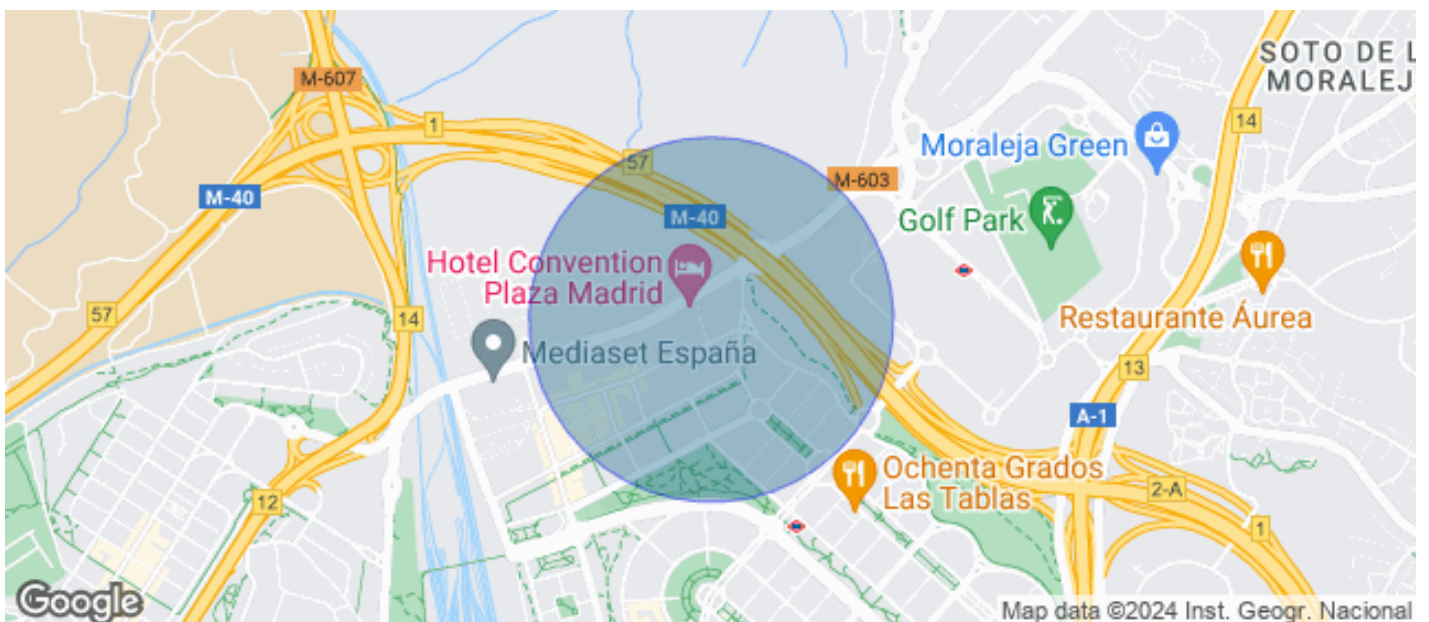 SOTO DE L
MORALEJ
M-607
14
1
Moraleja Green
57
M-603
M-40
M-40
Golf Park
Hotel Convention
Plaza Madrid
57
14
Restaurante Áurea
Mediaset España
13
A-1
Ochenta Grados
Las Tablas
12
2-A
1
Google
Map data ©2024 Inst. Geogr. Nacional